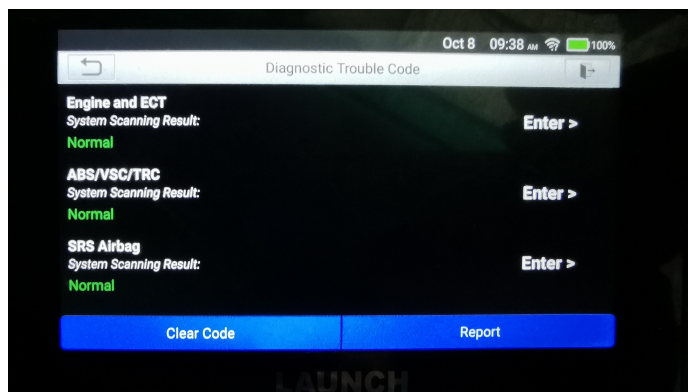 Oct 8 09:38 AM 100%
Diagnostic Trouble Code
Engine and ECT
System Scanning Result:
Enter >
Normal
ABS/VSC/TRC
System Scanning Result:
Enter >
Normal
SRS Airbag
System Scanning Result:
Enter >
Normal
Clear Code Report
LAUNCH